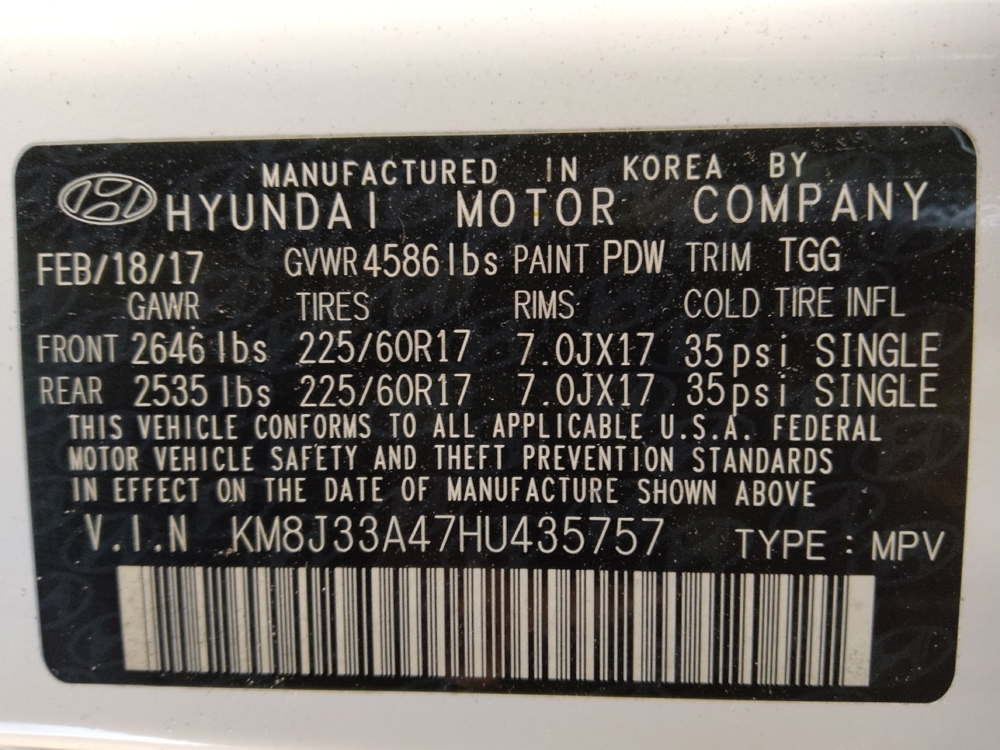 MANUFACTURED IN KOREA BY
HYUNDAI MOTOR COMPANY
FEB/18/17 GVWR 4586 lbs PAINT PDW TRIM TGG
GAWR TIRES RIMS COLD TIRE INFL
FRONT 2646 lbs 225/60R17 7.0JX17 35psi SINGLE
REAR 2535 lbs 225/60R17 7.0JX17 35psi SINGLE
THIS VEHICLE CONFORMS TO ALL APPLICABLE U.S.A. FEDERAL
MOTOR VEHICLE SAFETY AND THEFT PREVENTION STANDARDS
IN EFFECT ON THE DATE OF MANUFACTURE SHOWN ABOVE
V.I.N KM8J33A47HU435757 TYPE : MPV